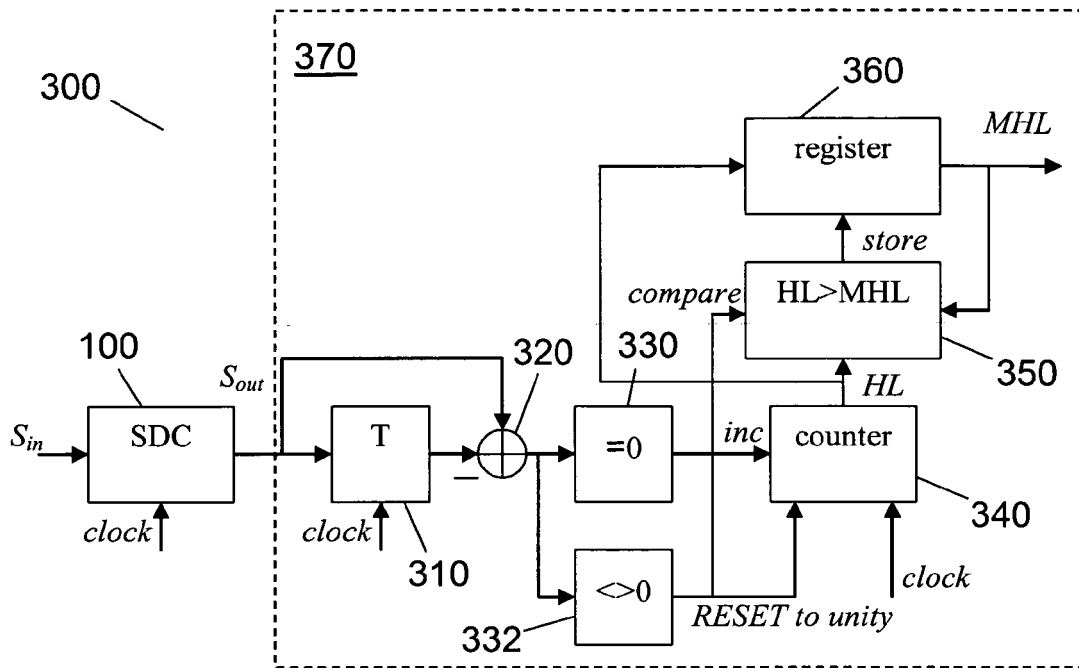 370
300
360
MHL
register
store
compare
HL>MHL
100
320
330
350
S_out
HL
S_in
SDC
T
=0
inc
counter
−
clock
clock
310
340
<>0
clock
332
RESET to unity